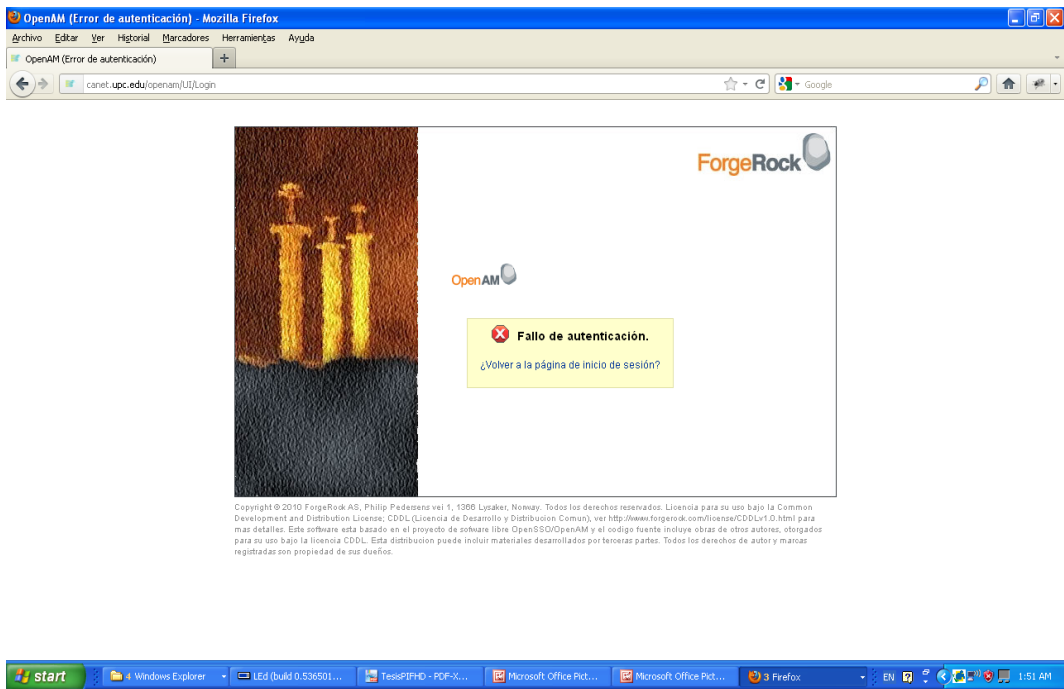 OpenAM (Error de autenticación) - Mozilla Firefox
Archivo Editar Ver Historial Marcadores Herramientas Ayuda
OpenAM (Error de autenticación)
canet.upc.edu/openam/UI/Login
Google
ForgeRock
OpenAM
Fallo de autenticación.
¿Volver a la página de inicio de sesión?
Copyright © 2010 ForgeRock AS, Philip Pedersens vei 1, 1366 Lysaker, Norway. Todos los derechos reservados. Licencia para su uso bajo la Common
Development and Distribution License; CDDL (Licencia de Desarrollo y Distribucion Comun), ver http://www.forgerock.com/license/CDDLv1.0.html para
mas detalles. Este software esta basado en el proyecto de software libre OpenSSO/OpenAM y el codigo fuente incluye obras de otros autores, otorgados
para su uso bajo la licencia CDDL. Esta distribucion puede incluir materiales desarrollados por terceras partes. Todos los derechos de autor y marcas
registradas son propiedad de sus dueños.
start 4 Windows Explorer LEd (build 0.536501... TesisPIFHD - PDF-X... Microsoft Office Pict... Microsoft Office Pict... 3 Firefox EN 1:51 AM